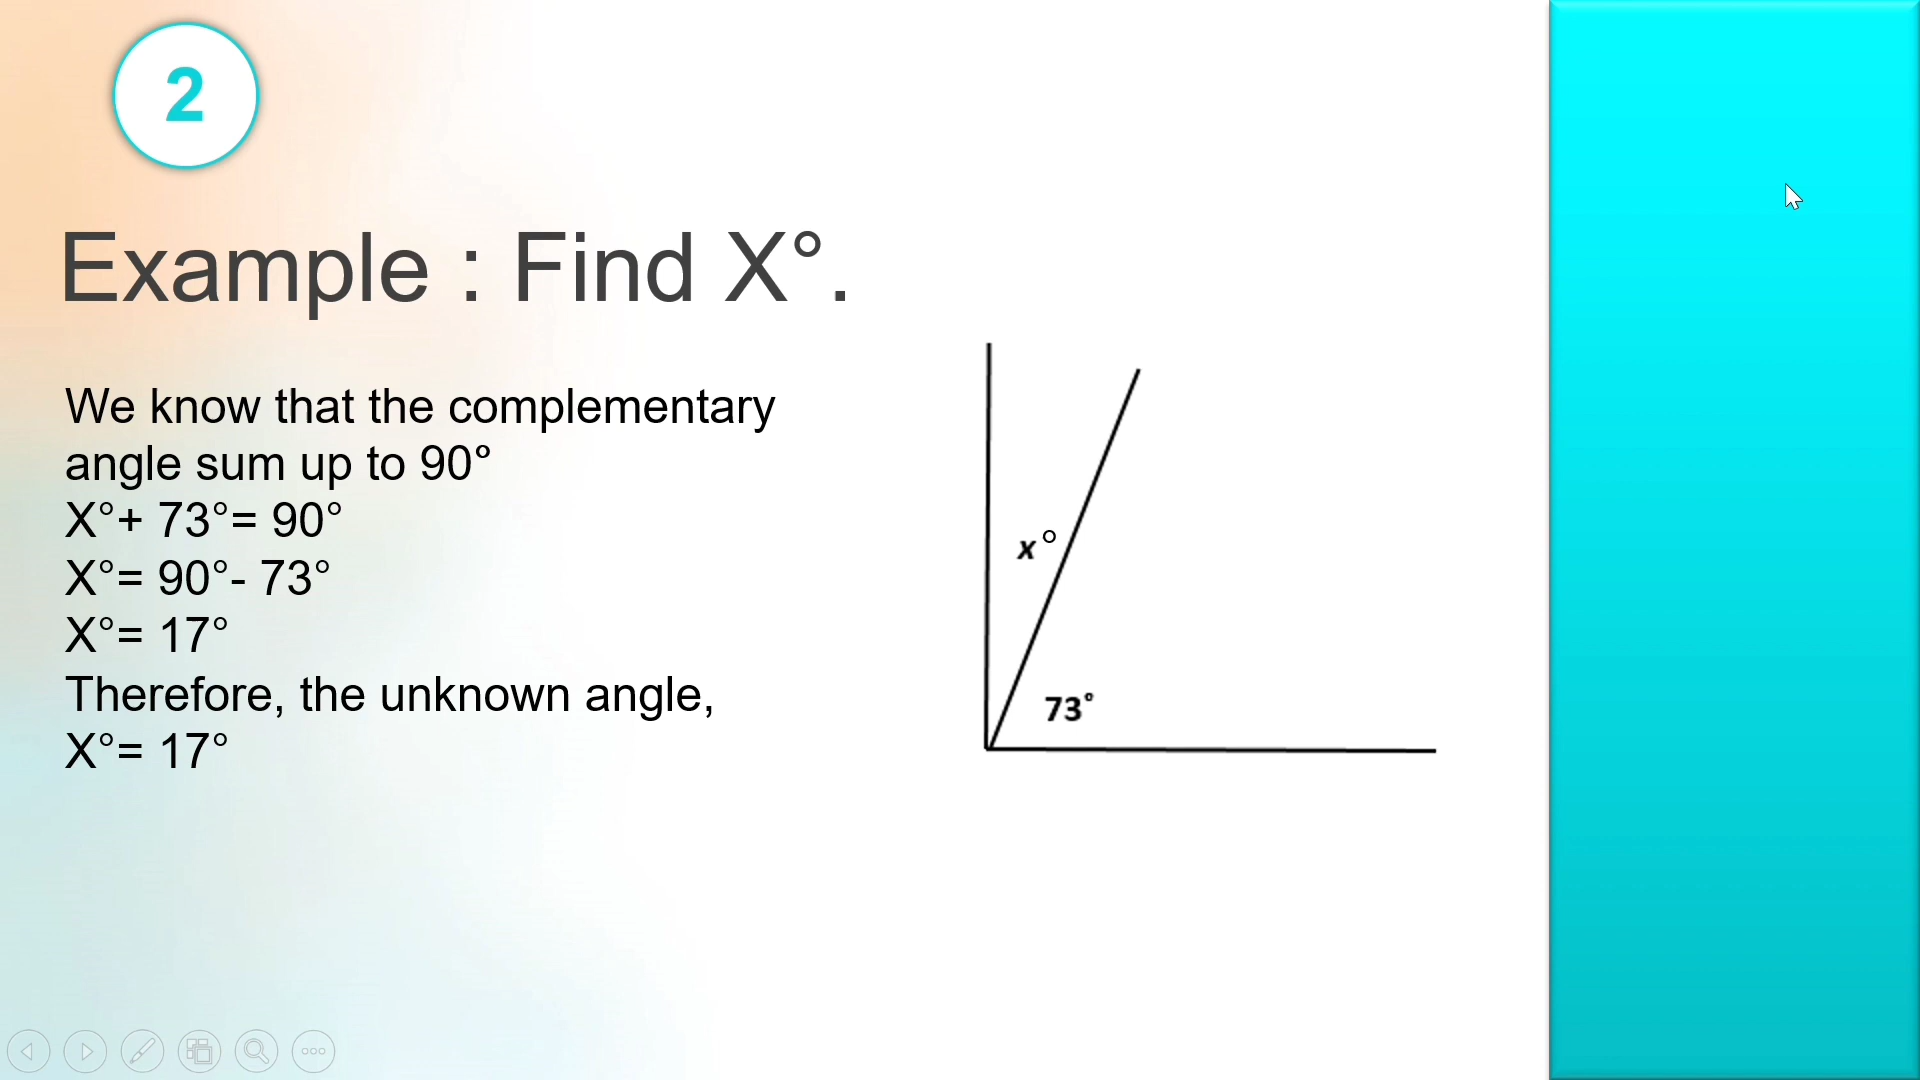 2
Example : Find X°.
We know that the complementary
angle sum up to 90°
X°+ 73°= 90°
X°= 90°- 73°
X°= 17°
Therefore, the unknown angle,
X°= 17°
x°
73°